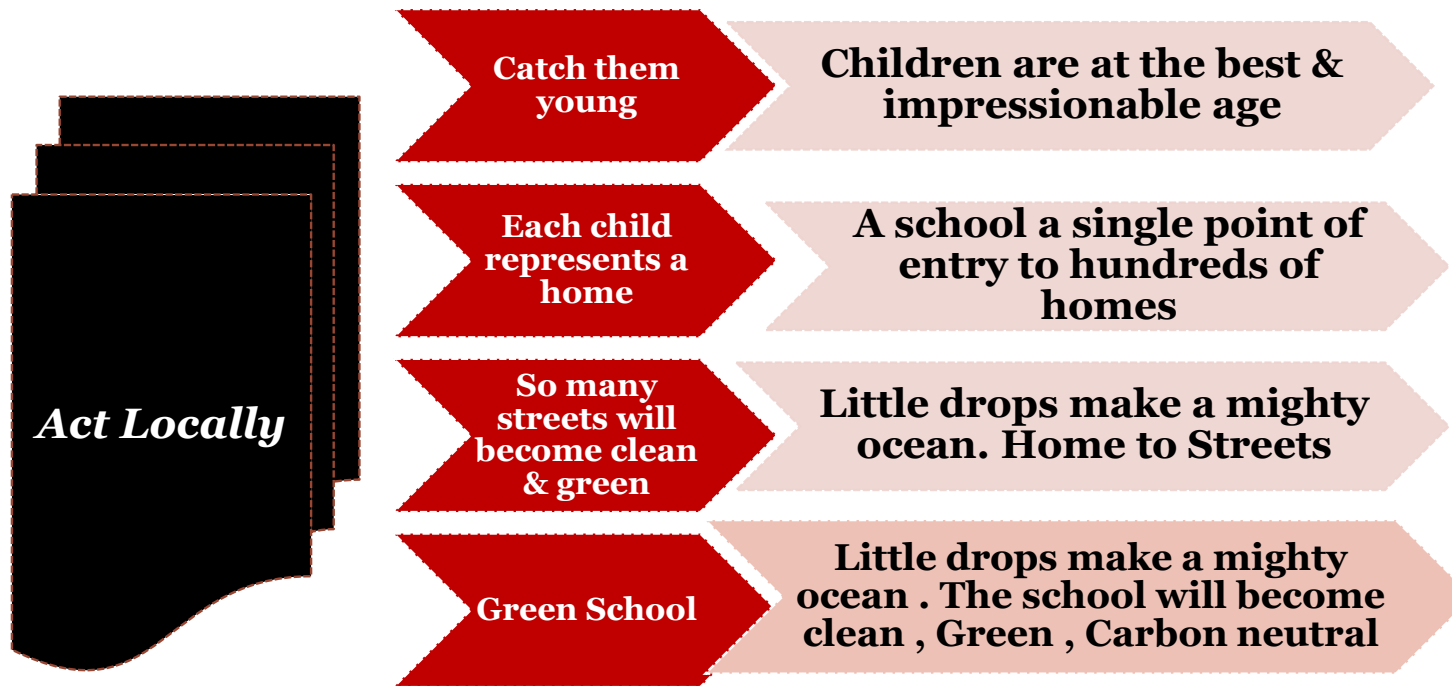 Act Locally
Catch them
young
Children are at the best &
impressionable age
Each child
represents a
home
A school a single point of
entry to hundreds of
homes
So many
streets will
become clean
& green
Little drops make a mighty
ocean. Home to Streets
Green School
Little drops make a mighty
ocean . The school will become
clean , Green , Carbon neutral